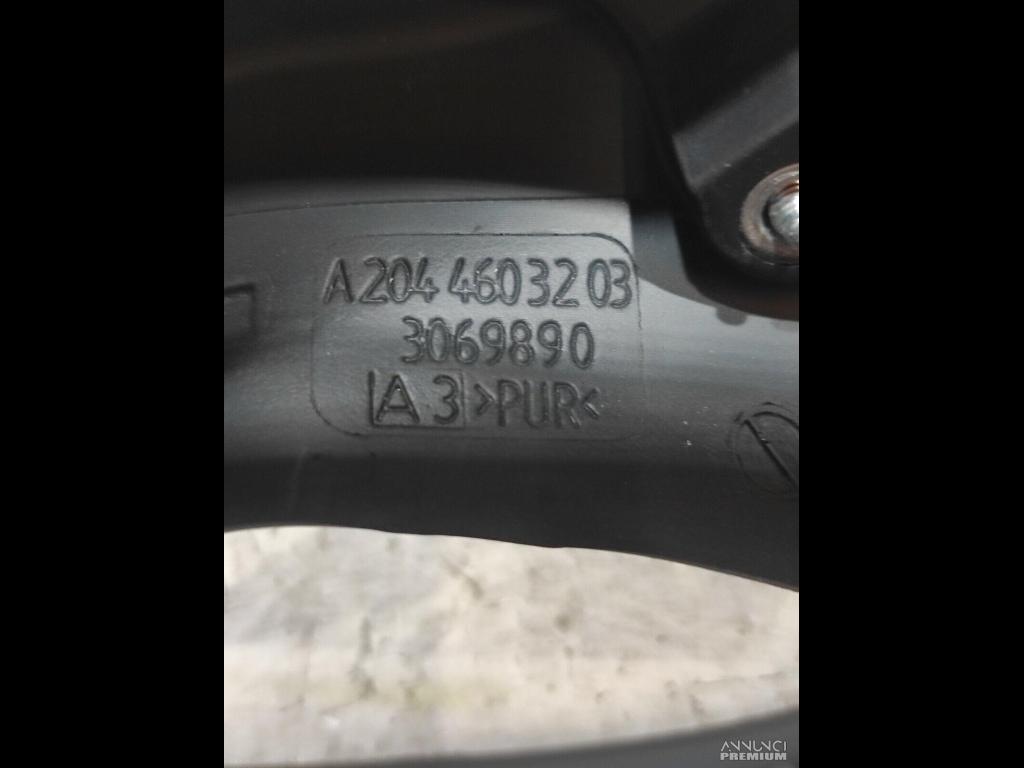 A 204 460 32 03
3069890
A 3 >PUR<
ANNUNCI
PREMIUM